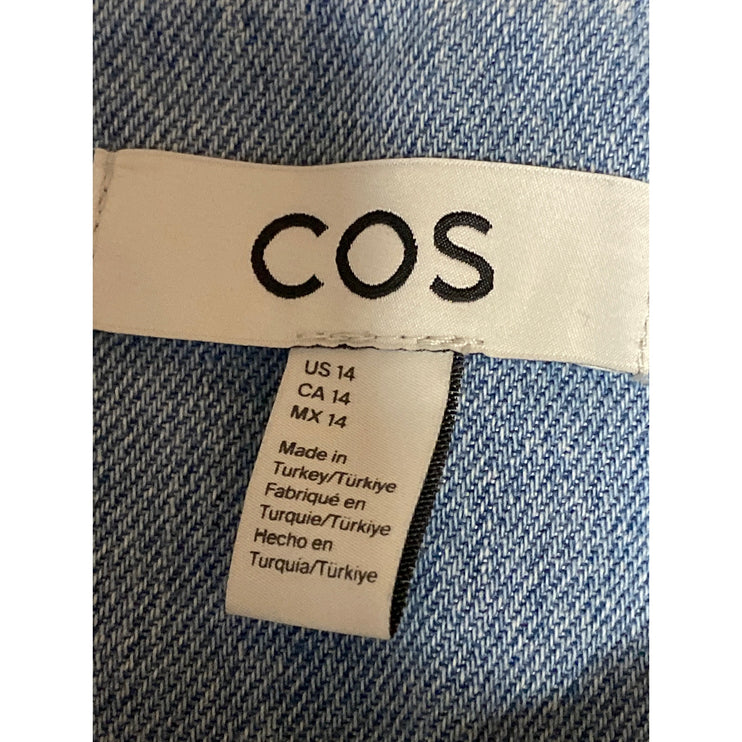 COS
US 14
CA 14
MX 14
Made in
Turkey/Türkiye
Fabriqué en
Turquie/Türkiye
Hecho en
Turquía/Türkiye